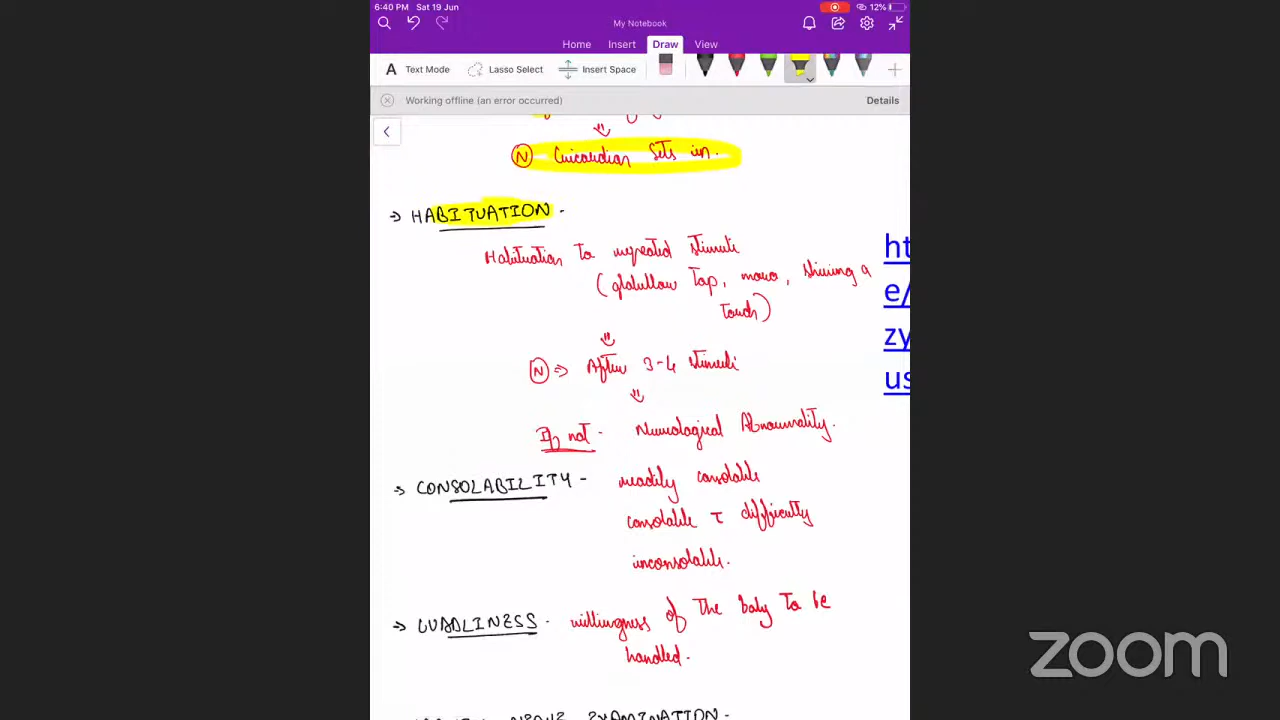 6:40 PM Sat 19 Jun
12%
My Notebook
Home Insert Draw View
A Text Mode Lasso Select Insert Space
Working offline (an error occurred)
Details
N Circardian Sets in.
→ HABITUATION -
Habituation to repeated stimuli
(glabellar tap, moro, shining a
torch)
N ⇒ After 3-4 stimuli
If not - Neurological Abnormality.
→ CONSOLABILITY - readily consolable
consolable c difficulty
inconsolable.
→ CUDDLINESS - willingness of the baby to be
handled.
EXAMINATION -
ht
e/
zy
us
zoom